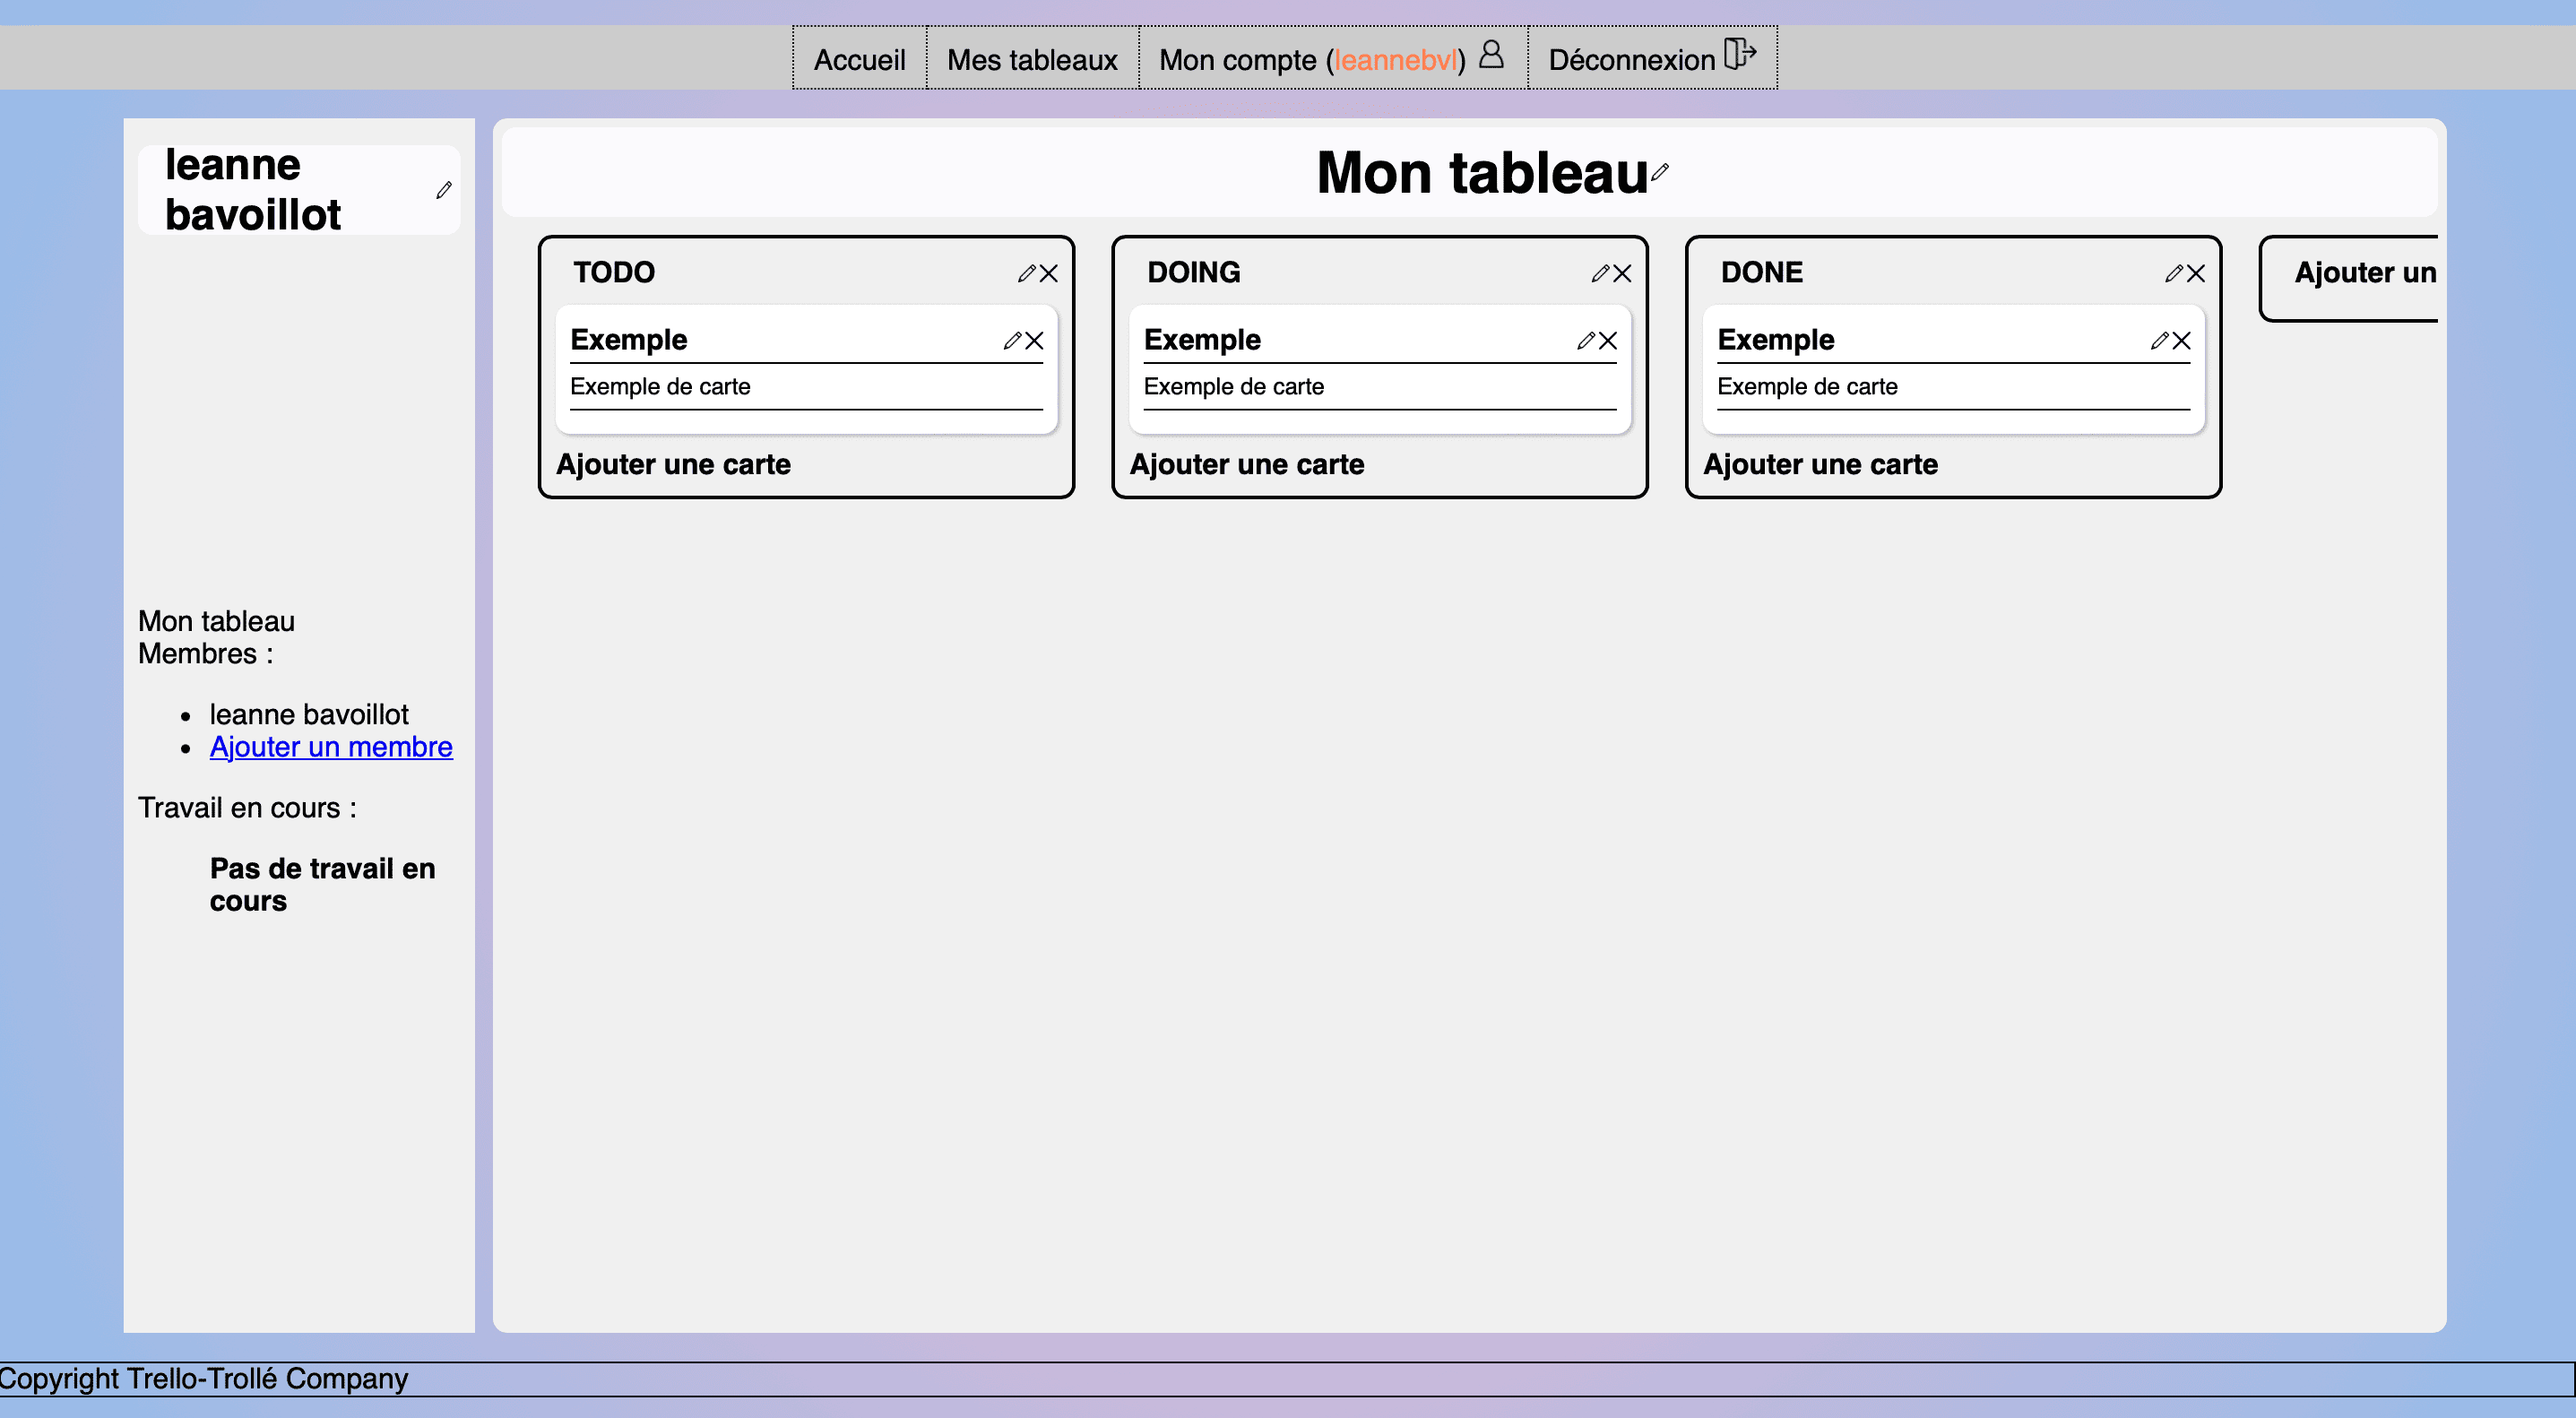 Accueil
Mes tableaux
Mon compte (leannebvl)
Déconnexion
leanne
bavoillot
Mon tableau
Membres :
leanne bavoillot
Ajouter un membre
Travail en cours :
Pas de travail en
cours
Mon tableau
TODO
Exemple
Exemple de carte
Ajouter une carte
DOING
Exemple
Exemple de carte
Ajouter une carte
DONE
Exemple
Exemple de carte
Ajouter une carte
Ajouter un
Copyright Trello-Trollé Company